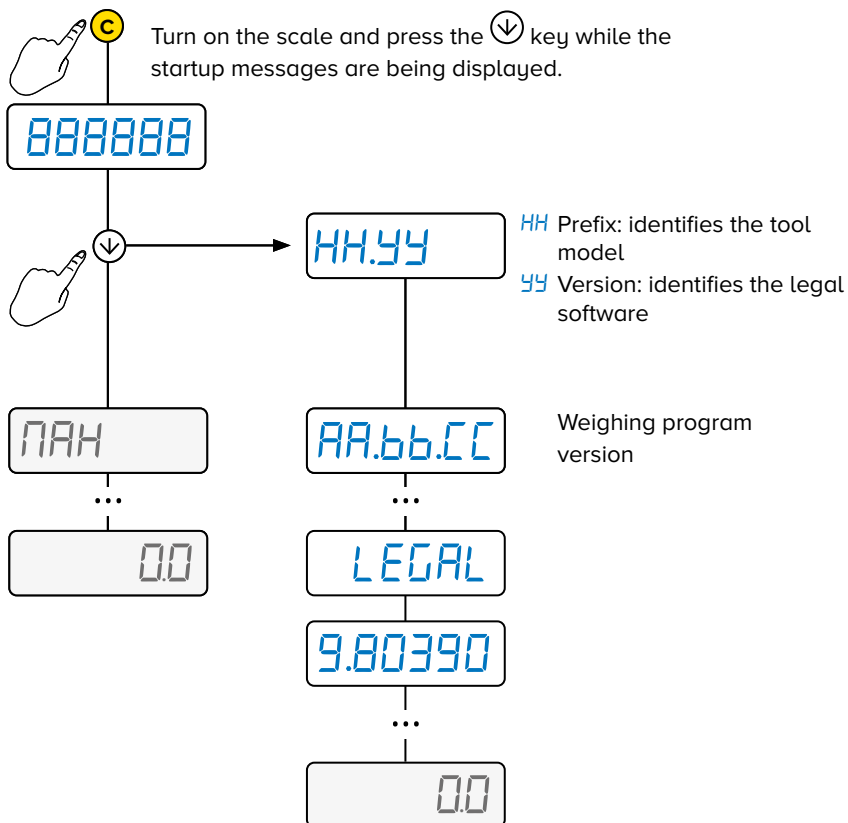 C
Turn on the scale and press the key while the
startup messages are being displayed.
888888
HH.yy
HH Prefix: identifies the tool
model
yy Version: identifies the legal
software
ПАН
AA.bb.CC
Weighing program
version
...
...
0.0
LEGAL
9.80390
...
0.0